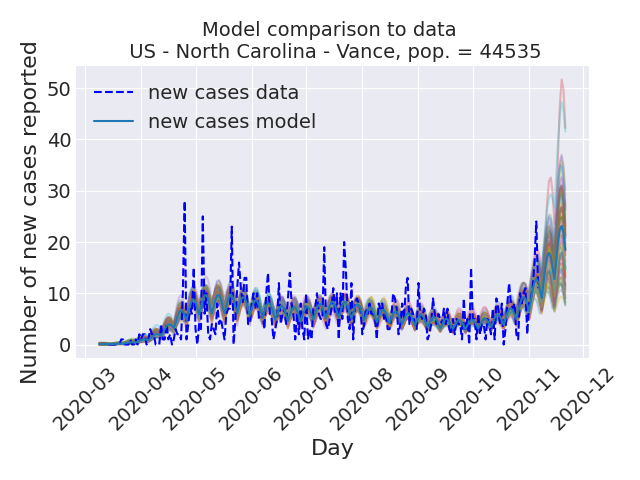 Model comparison to data
US - North Carolina - Vance, pop. = 44535
Number of new cases reported
50
40
30
20
10
0
new cases data
new cases model
2020-03
2020-04
2020-05
2020-06
2020-07
2020-08
2020-09
2020-10
2020-11
2020-12
Day